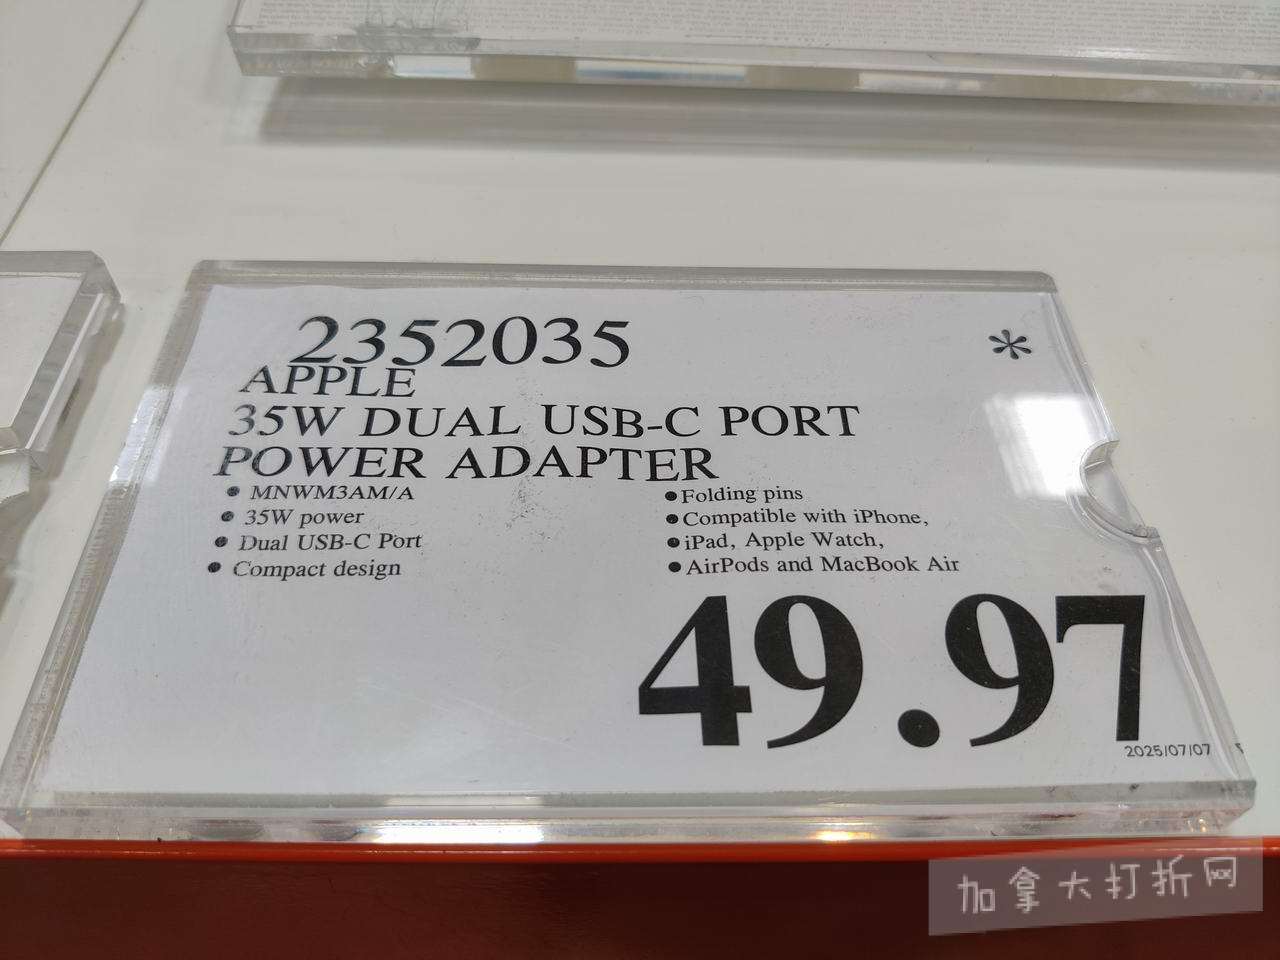 2352035
*
APPLE
35W DUAL USB-C PORT
POWER ADAPTER
● MNWM3AM/A
● 35W power
● Dual USB-C Port
● Compact design
● Folding pins
● Compatible with iPhone,
● iPad, Apple Watch,
● AirPods and MacBook Air
49.97
2025/07/07
加拿大打折网